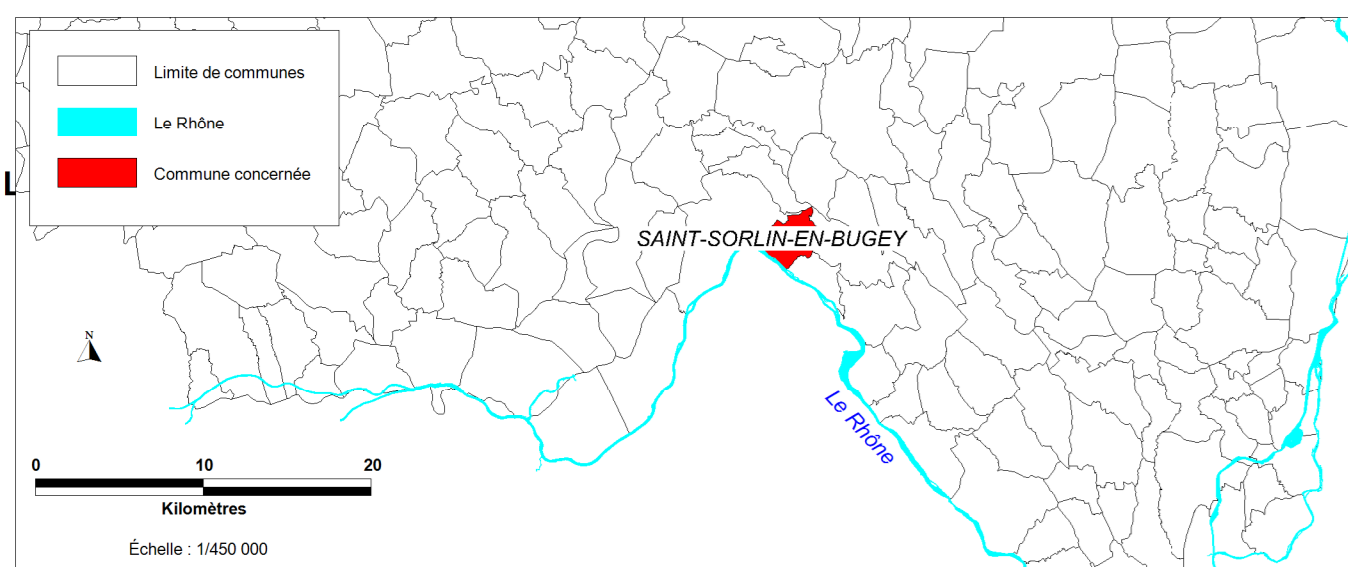 Limite de communes
Le Rhône
Commune concernée
L
SAINT-SORLIN-EN-BUGEY
N
Le Rhône
0 10 20
Kilomètres
Échelle : 1/450 000